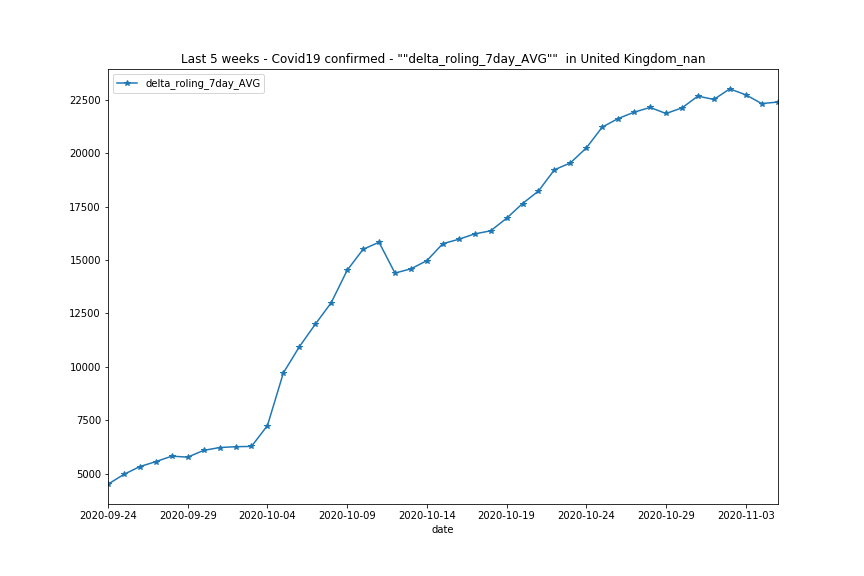 Last 5 weeks - Covid19 confirmed - ""delta_roling_7day_AVG""  in United Kingdom_nan
delta_roling_7day_AVG
22500
20000
17500
15000
12500
10000
7500
5000
2020-09-24 2020-09-29 2020-10-04 2020-10-09 2020-10-14 2020-10-19 2020-10-24 2020-10-29 2020-11-03
date